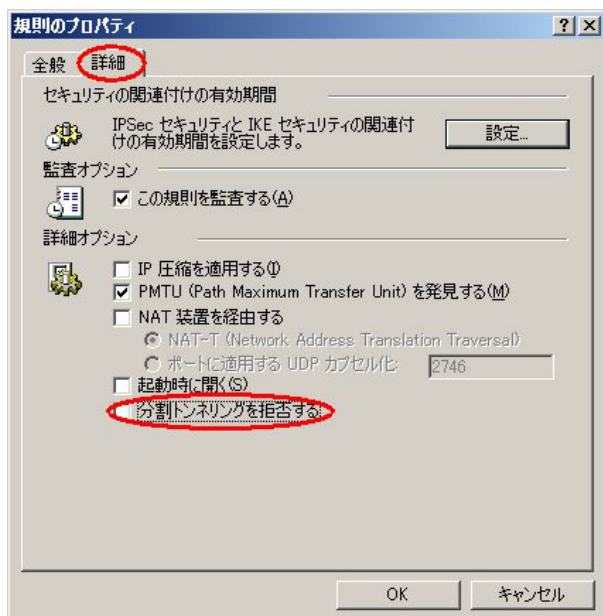 規則のプロパティ
全般 詳細
セキュリティの関連付けの有効期間
IPSec セキュリティと IKE セキュリティの関連付
けの有効期間を設定します。
設定...
監査オプション
この規則を監査する(A)
詳細オプション
IP 圧縮を適用する(I)
PMTU (Path Maximum Transfer Unit) を発見する(M)
NAT 装置を経由する
NAT-T (Network Address Translation Traversal)
ポートに適用する UDP カプセル化: 2746
起動時に開く(S)
分割トンネリングを拒否する
OK キャンセル